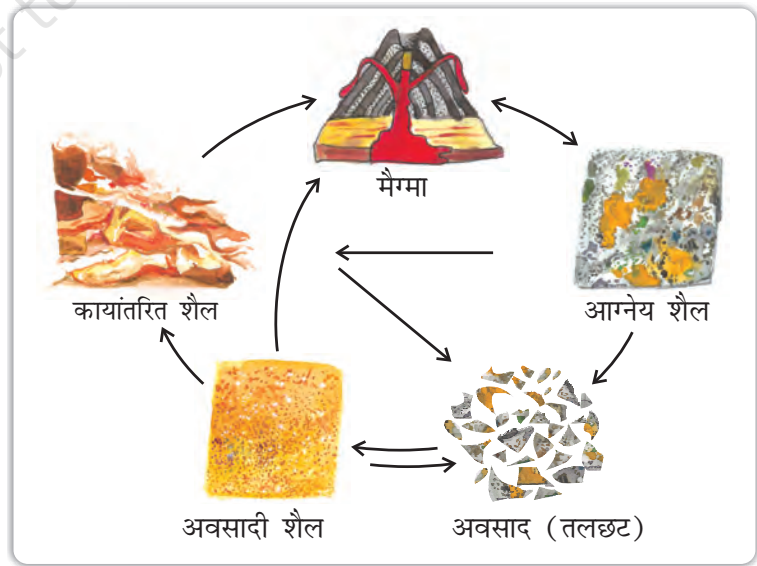 मैग्मा
कायांतरित शैल
आग्नेय शैल
अवसादी शैल
अवसाद (तलछट)